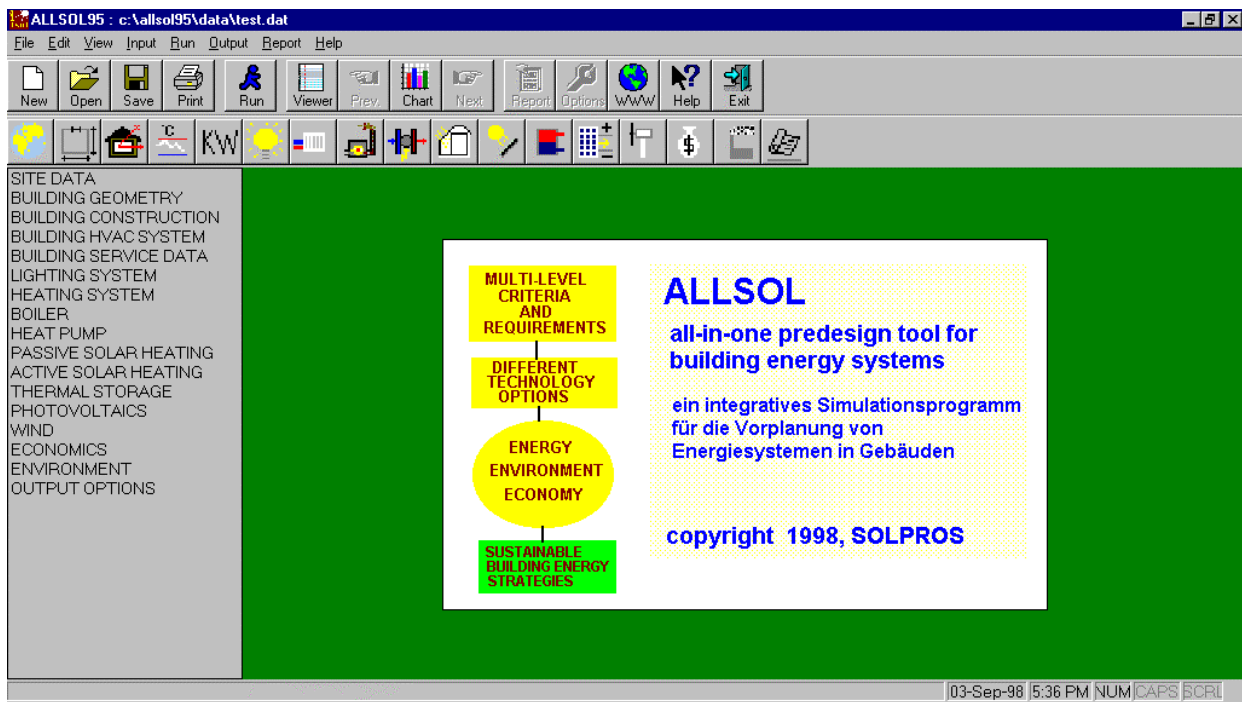 ALLSOL95 : c:\allsol95\data\test.dat
File Edit View Input Run Output Report Help
New Open Save Print Run Viewer Prev. Chart Next Report Options WWW Help Exit
°C KW $
SITE DATA
BUILDING GEOMETRY
BUILDING CONSTRUCTION
BUILDING HVAC SYSTEM
BUILDING SERVICE DATA
LIGHTING SYSTEM
HEATING SYSTEM
BOILER
HEAT PUMP
PASSIVE SOLAR HEATING
ACTIVE SOLAR HEATING
THERMAL STORAGE
PHOTOVOLTAICS
WIND
ECONOMICS
ENVIRONMENT
OUTPUT OPTIONS
MULTI-LEVEL
CRITERIA
AND
REQUIREMENTS
DIFFERENT
TECHNOLOGY
OPTIONS
ENERGY
ENVIRONMENT
ECONOMY
SUSTAINABLE
BUILDING ENERGY
STRATEGIES
ALLSOL
all-in-one predesign tool for
building energy systems
ein integratives Simulationsprogramm
für die Vorplanung von
Energiesystemen in Gebäuden
copyright 1998, SOLPROS
03-Sep-98 5:36 PM NUM CAPS SCRL